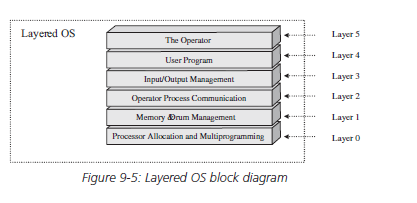 Layered OS
The Operator
Layer 5
User Program
Layer 4
Input/Output Management
Layer 3
Operator Process Communication
Layer 2
Memory & Drum Management
Layer 1
Processor Allocation and Multiprogramming
Layer 0
Figure 9-5: Layered OS block diagram